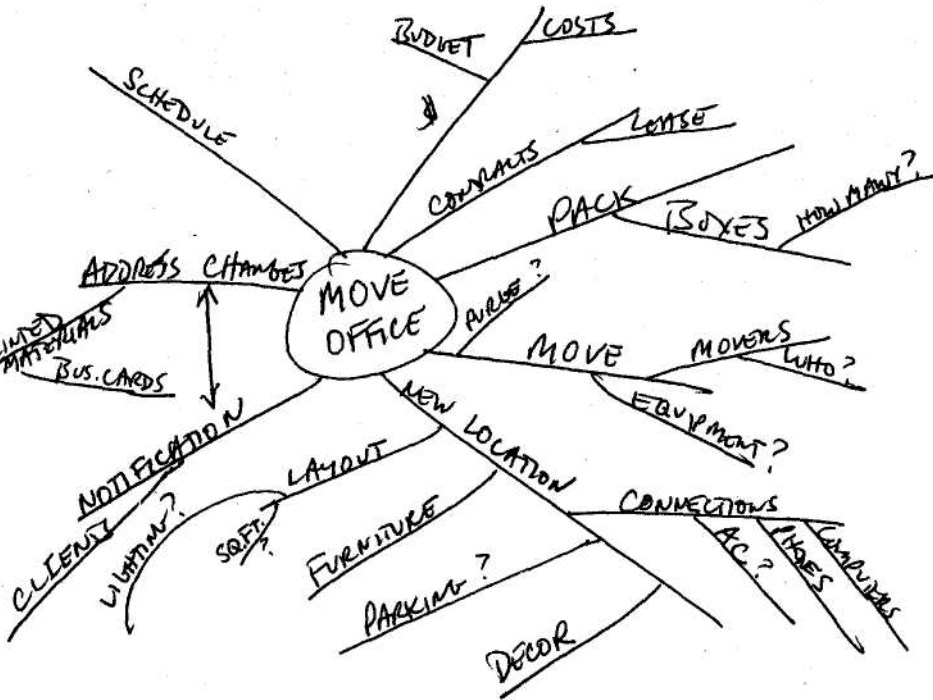 BUDGET
COSTS
$
SCHEDULE
CONTRACTS
LEASE
PACK
BOXES
HOW MANY?
ADDRESS CHANGES
PRINTED
MATERIALS
BUS. CARDS
MOVE
OFFICE
PURGE?
MOVE
MOVERS
WHO?
EQUIPMENT?
NOTIFICATION
CLIENTS
NEW LOCATION
LAYOUT
LIGHTING?
SQ.FT.
?
FURNITURE
PARKING?
DECOR
CONNECTIONS
AC?
PHONES
COMPUTERS